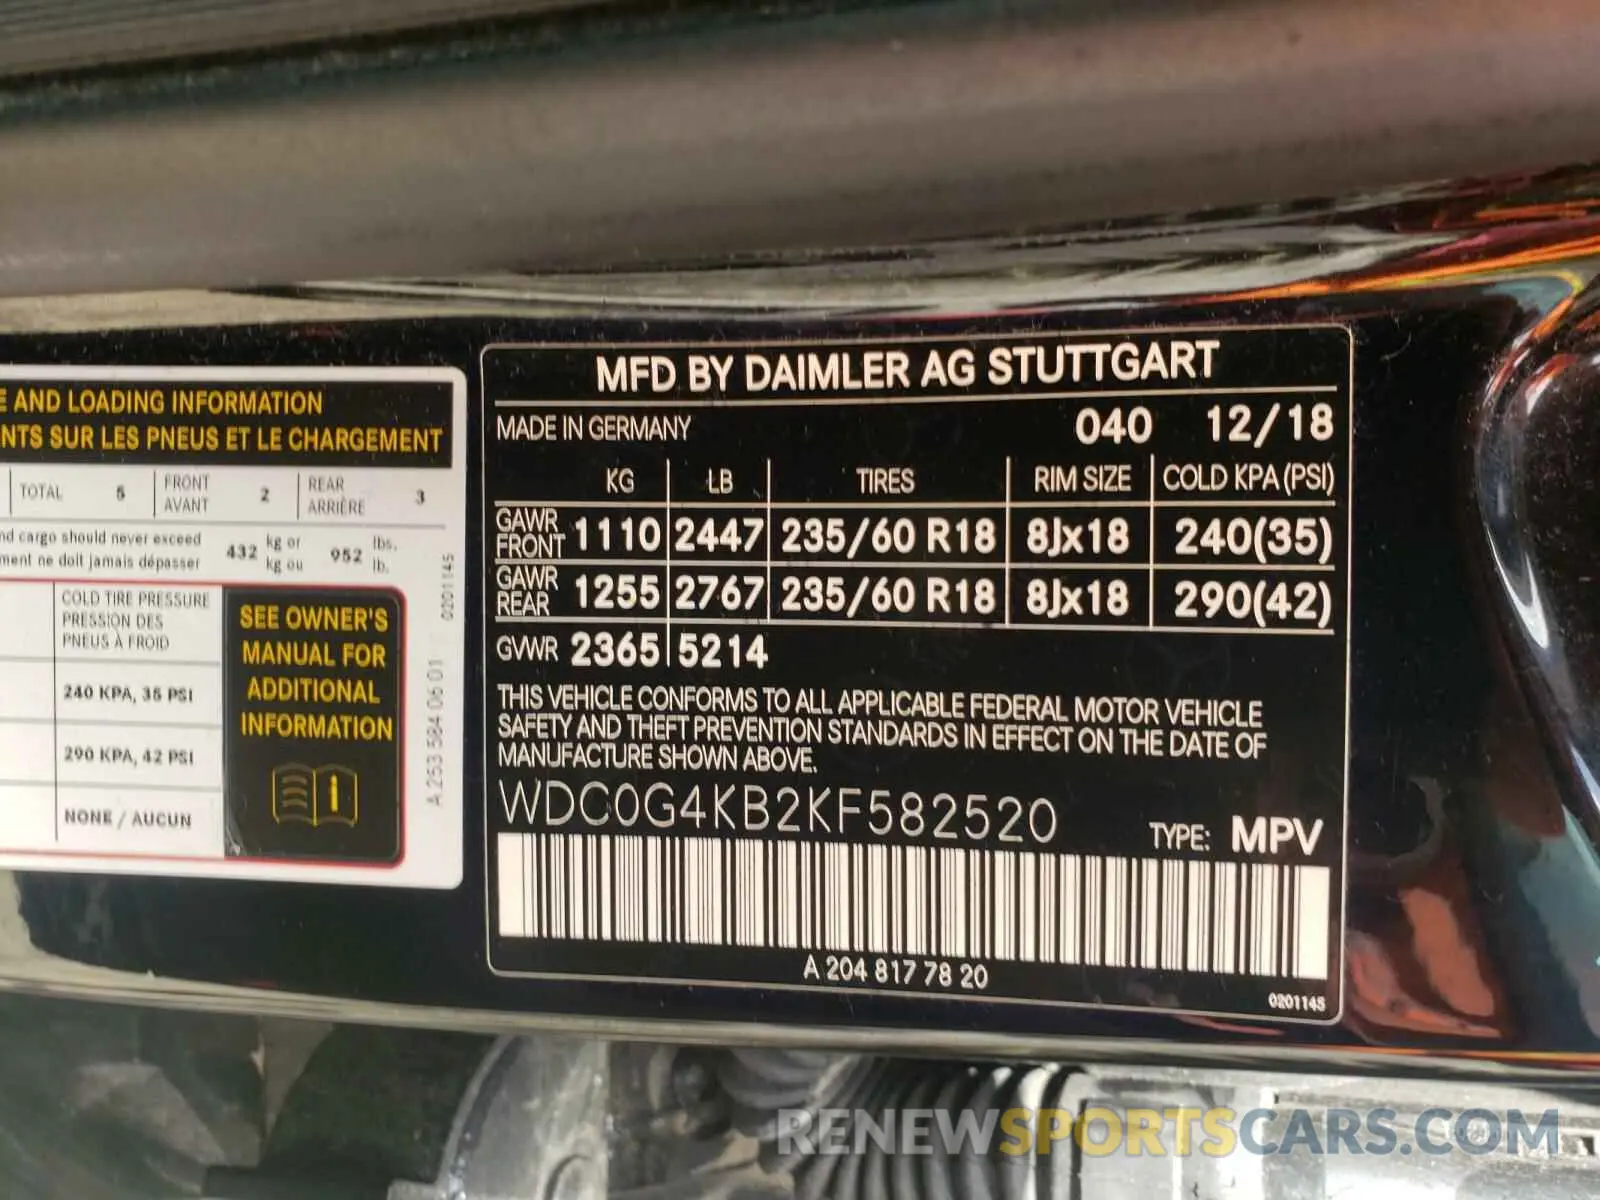 E AND LOADING INFORMATION
NTS SUR LES PNEUS ET LE CHARGEMENT
TOTAL 5 FRONT AVANT 2 REAR ARRIÈRE 3
nd cargo should never exceed
ment ne doit jamais dépasser
432 kg or kg ou 952 lbs. lb.
COLD TIRE PRESSURE
PRESSION DES
PNEUS À FROID
240 KPA, 35 PSI
290 KPA, 42 PSI
NONE / AUCUN
SEE OWNER'S
MANUAL FOR
ADDITIONAL
INFORMATION
A 253 584 06 01 0201145
MFD BY DAIMLER AG STUTTGART
MADE IN GERMANY 040 12/18
KG LB TIRES RIM SIZE COLD KPA (PSI)
GAWR FRONT 1110 2447 235/60 R18 8Jx18 240(35)
GAWR REAR 1255 2767 235/60 R18 8Jx18 290(42)
GVWR 2365 5214
THIS VEHICLE CONFORMS TO ALL APPLICABLE FEDERAL MOTOR VEHICLE
SAFETY AND THEFT PREVENTION STANDARDS IN EFFECT ON THE DATE OF
MANUFACTURE SHOWN ABOVE.
WDC0G4KB2KF582520 TYPE: MPV
A 204 817 78 20
0201145
RENEWSPORTSCARS.COM